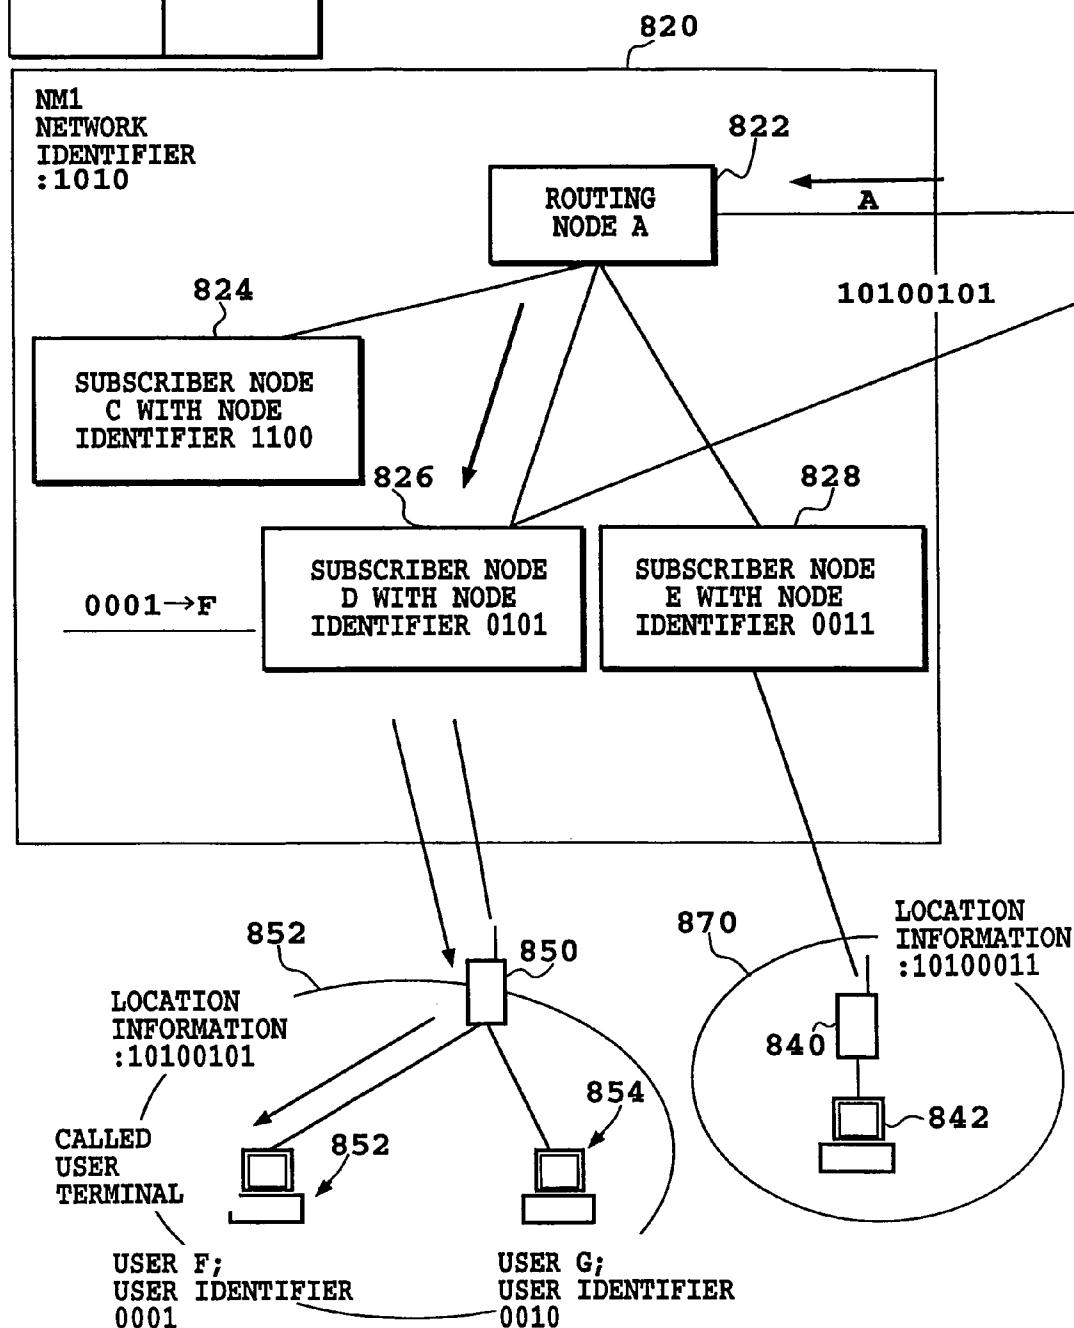 820
NM1
NETWORK
IDENTIFIER
:1010
822
ROUTING
NODE A
A
824
10100101
SUBSCRIBER NODE
C WITH NODE
IDENTIFIER 1100
826
828
SUBSCRIBER NODE
D WITH NODE
IDENTIFIER 0101
SUBSCRIBER NODE
E WITH NODE
IDENTIFIER 0011
0001→F
852
850
870
LOCATION
INFORMATION
:10100011
LOCATION
INFORMATION
:10100101
840
842
CALLED
USER
TERMINAL
852
854
USER F;
USER IDENTIFIER
0001
USER G;
USER IDENTIFIER
0010